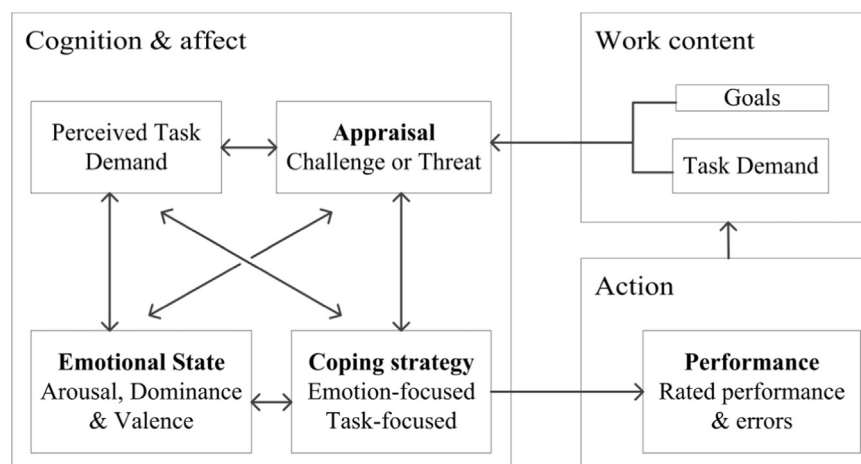 Cognition & affect
Perceived Task
Demand
Appraisal
Challenge or Threat
Emotional State
Arousal, Dominance
& Valence
Coping strategy
Emotion-focused
Task-focused
Work content
Goals
Task Demand
Action
Performance
Rated performance
& errors